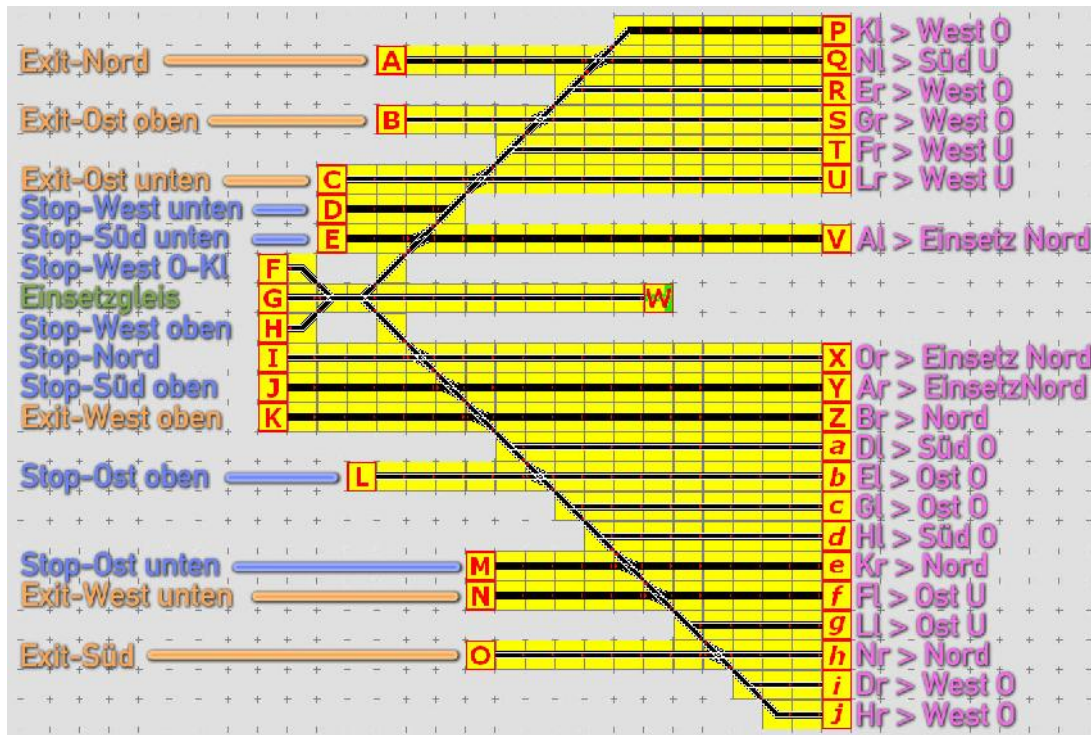 P Kl > West O
Exit-Nord A Q Nl > Süd U
R Er > West O
Exit-Ost oben B S Gr > West O
T Fr > West U
Exit-Ost unten C U Lr > West U
Stop-West unten D
Stop-Süd unten E V Al > Einsetz Nord
Stop-West O-Kl F
Einsetzgleis G W
Stop-West oben H
Stop-Nord I X Or > Einsetz Nord
Stop-Süd oben J Y Ar > EinsetzNord
Exit-West oben K Z Br > Nord
a Dl > Süd O
Stop-Ost oben L b El > Ost O
c Gl > Ost O
d Hl > Süd O
Stop-Ost unten M e Kr > Nord
Exit-West unten N f Fl > Ost U
g Ll > Ost U
Exit-Süd O h Nr > Nord
i Dr > West O
j Hr > West O